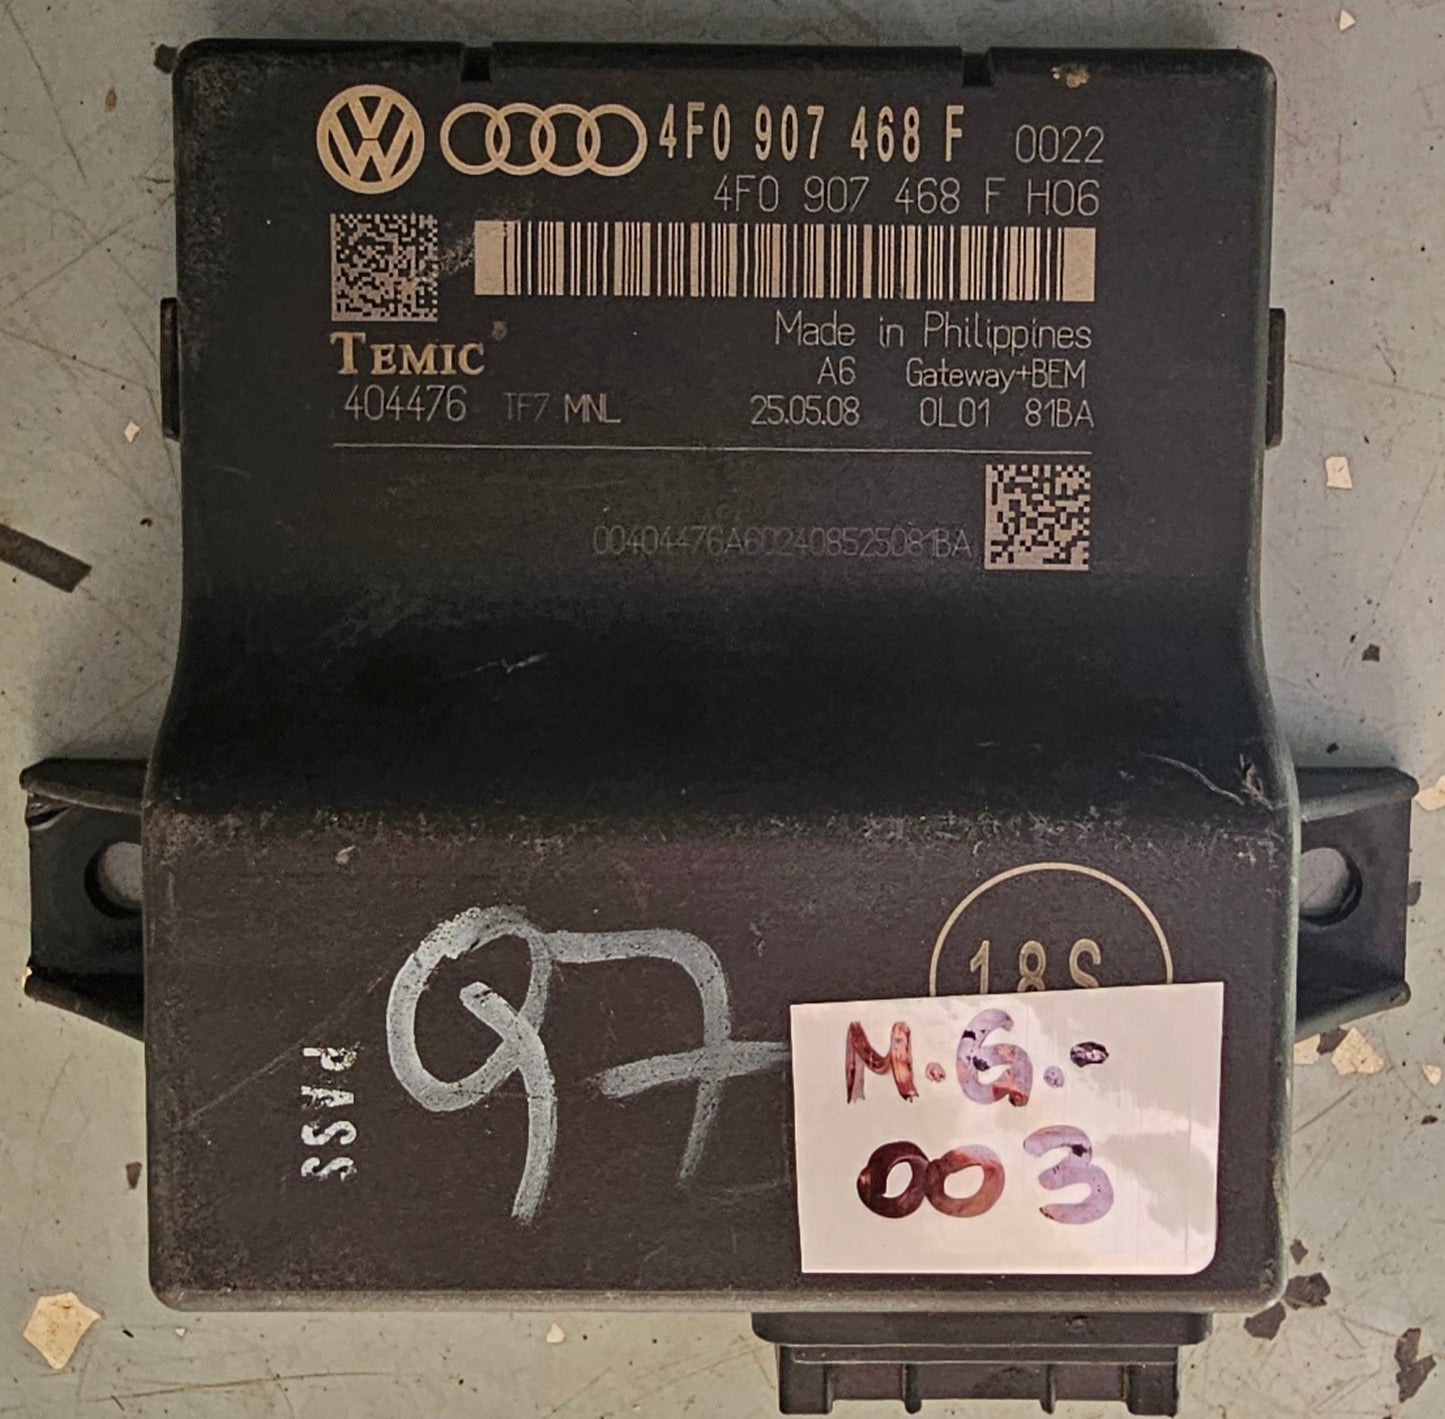 4F0 907 468 F 0022
4F0 907 468 F H06
TEMIC
Made in Philippines
A6 Gateway+BEM
404476 TF7 MNL 25.05.08 0L01 81BA
00404476A602408525081BA
18S
97
PASS
M.G.-
003